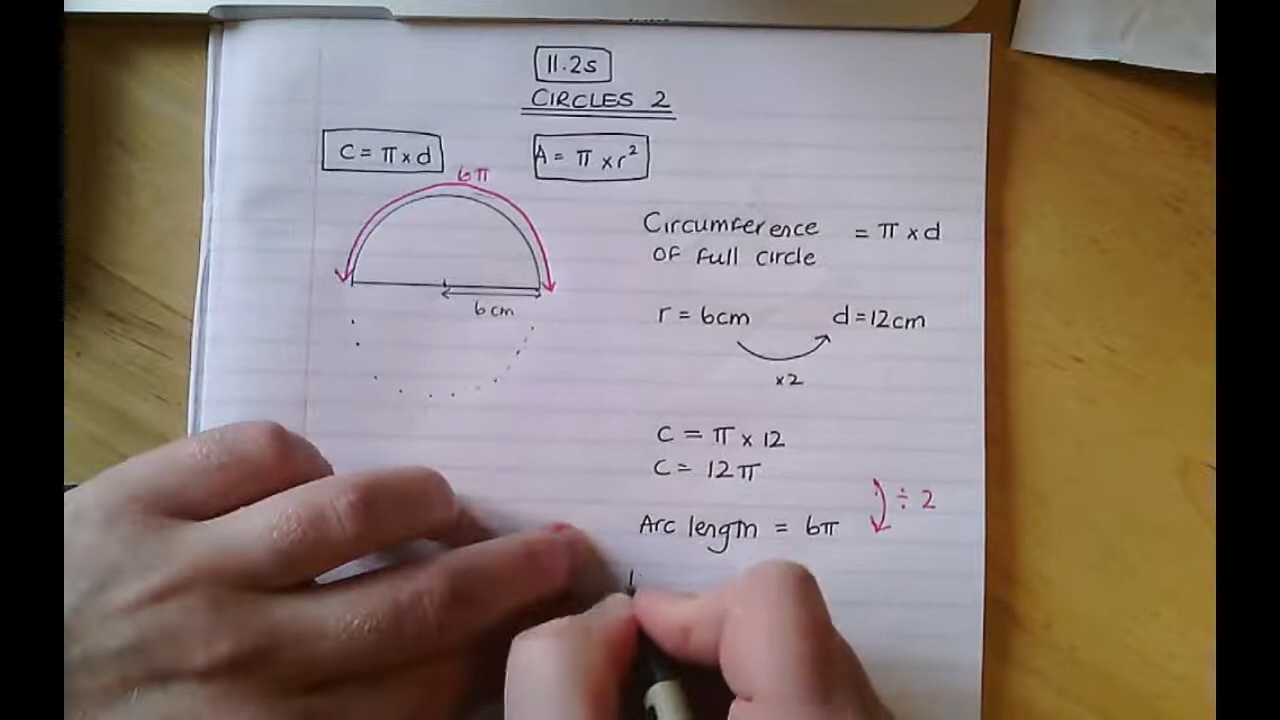 11.2s
CIRCLES 2
C = π × d
A = π × r²
6π
6cm
Circumference = π × d
of full circle
r = 6cm
d = 12cm
×2
C = π × 12
C = 12π
÷ 2
Arc length = 6π